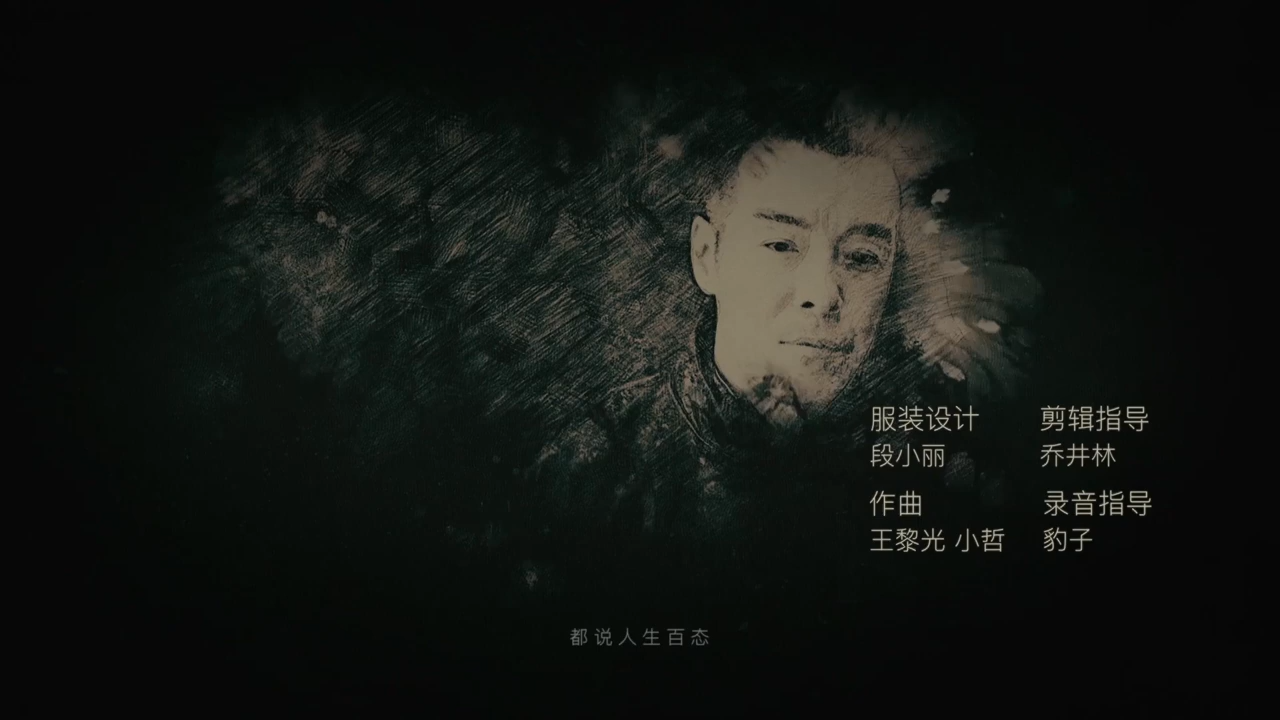 服装设计 剪辑指导
段小丽 乔井林
作曲 录音指导
王黎光 小哲 豹子
都说人生百态